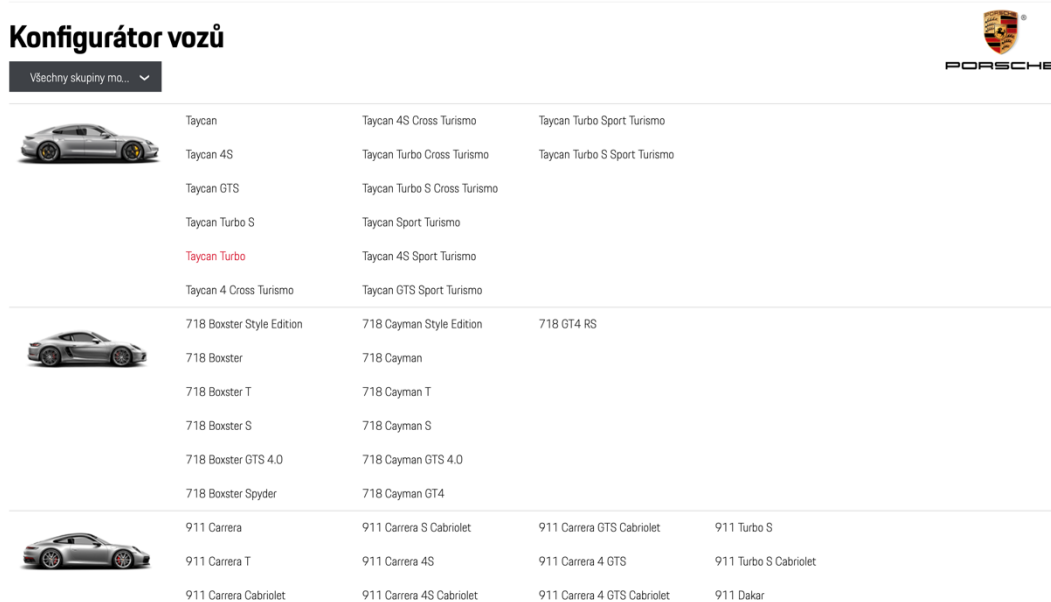 Konfigurátor vozů
PORSCHE
Všechny skupiny mo...
Taycan
Taycan 4S
Taycan GTS
Taycan Turbo S
Taycan Turbo
Taycan 4 Cross Turismo
Taycan 4S Cross Turismo
Taycan Turbo Cross Turismo
Taycan Turbo S Cross Turismo
Taycan Sport Turismo
Taycan 4S Sport Turismo
Taycan GTS Sport Turismo
Taycan Turbo Sport Turismo
Taycan Turbo S Sport Turismo
718 Boxster Style Edition
718 Boxster
718 Boxster T
718 Boxster S
718 Boxster GTS 4.0
718 Boxster Spyder
718 Cayman Style Edition
718 Cayman
718 Cayman T
718 Cayman S
718 Cayman GTS 4.0
718 Cayman GT4
718 GT4 RS
911 Carrera
911 Carrera T
911 Carrera Cabriolet
911 Carrera S Cabriolet
911 Carrera 4S
911 Carrera 4S Cabriolet
911 Carrera GTS Cabriolet
911 Carrera 4 GTS
911 Carrera 4 GTS Cabriolet
911 Turbo S
911 Turbo S Cabriolet
911 Dakar